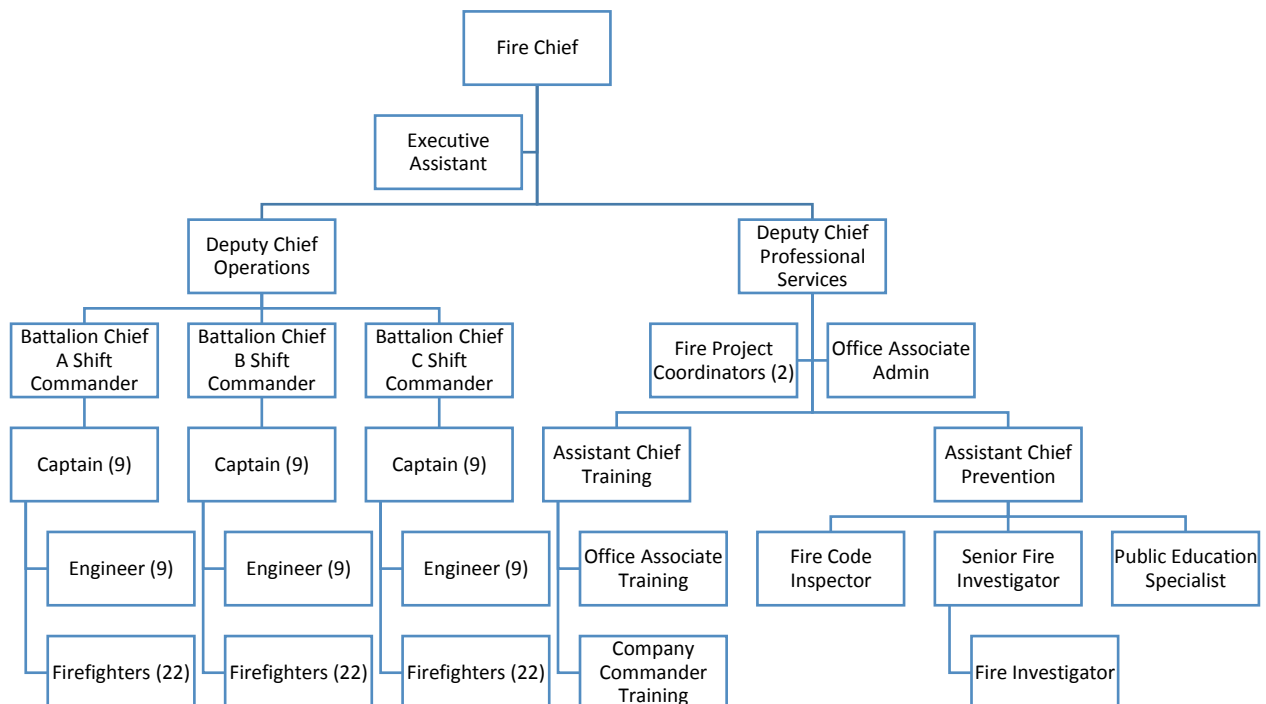 Fire Chief
Executive
Assistant
Deputy Chief
Operations
Deputy Chief
Professional
Services
Battalion Chief
A Shift
Commander
Battalion Chief
B Shift
Commander
Battalion Chief
C Shift
Commander
Fire Project
Coordinators (2)
Office Associate
Admin
Captain (9)
Captain (9)
Captain (9)
Assistant Chief
Training
Assistant Chief
Prevention
Engineer (9)
Engineer (9)
Engineer (9)
Office Associate
Training
Fire Code
Inspector
Senior Fire
Investigator
Public Education
Specialist
Firefighters (22)
Firefighters (22)
Firefighters (22)
Company
Commander
Training
Fire Investigator